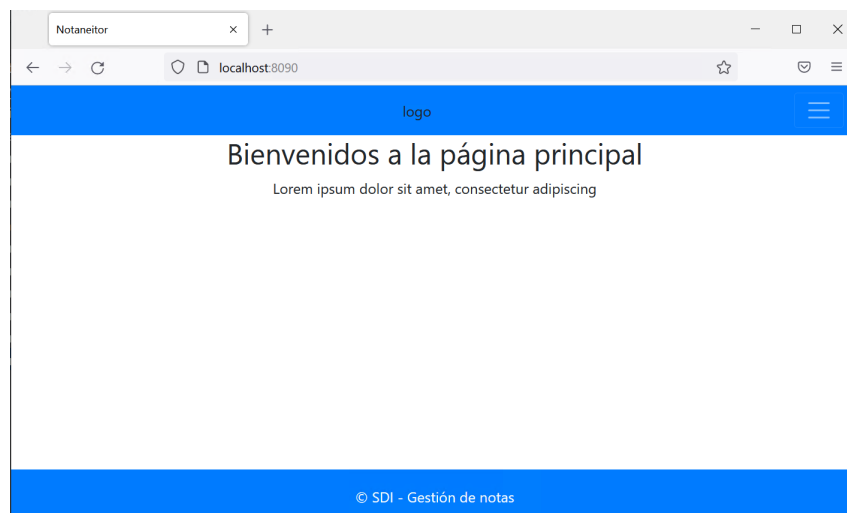 Notaneitor
localhost:8090
logo
Bienvenidos a la página principal
Lorem ipsum dolor sit amet, consectetur adipiscing
© SDI - Gestión de notas